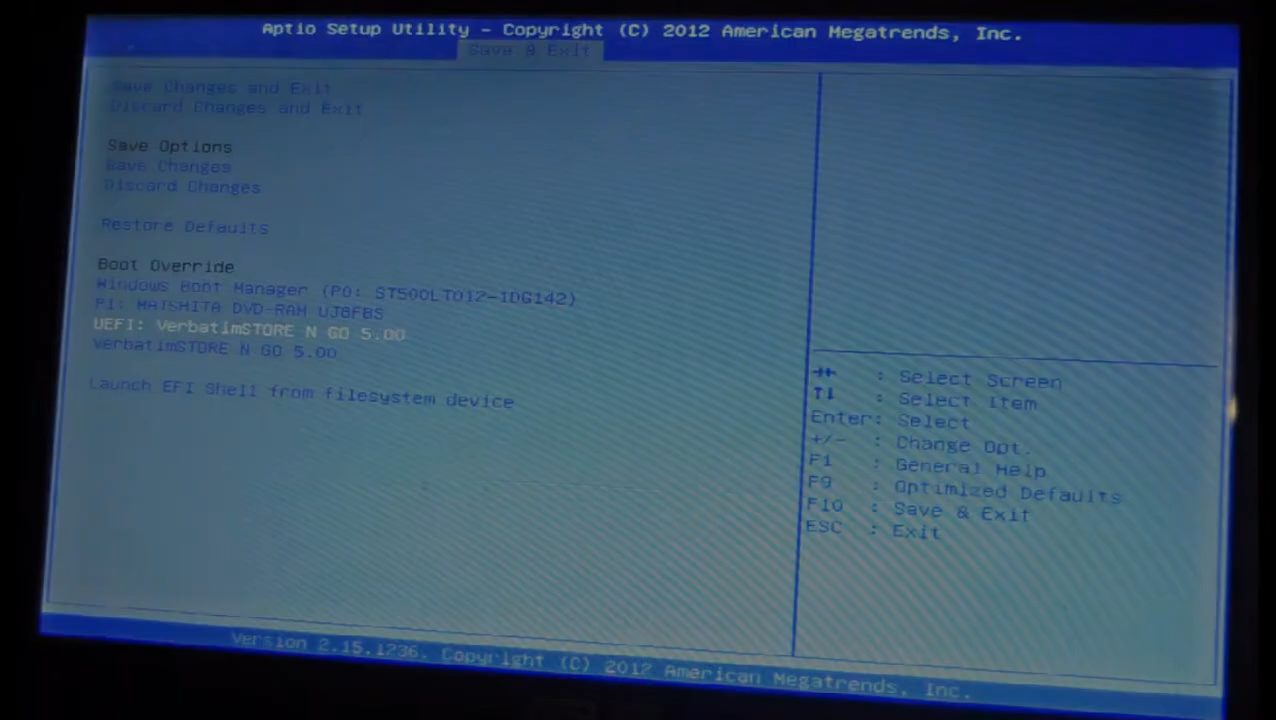 Aptio Setup Utility - Copyright (C) 2012 American Megatrends, Inc.
Save & Exit
Save Changes and Exit
Discard Changes and Exit
Save Options
Save Changes
Discard Changes
Restore Defaults
Boot Override
Windows Boot Manager (P0: ST500LT012-1DG142)
P1: MATSHITA DVD-RAM UJ8FBS
UEFI: VerbatimSTORE N GO 5.00
VerbatimSTORE N GO 5.00
Launch EFI Shell from filesystem device
→←: Select Screen
↑↓: Select Item
Enter: Select
+/- : Change Opt.
F1 : General Help
F9 : Optimized Defaults
F10 : Save & Exit
ESC : Exit
Version 2.15.1236. Copyright (C) 2012 American Megatrends, Inc.